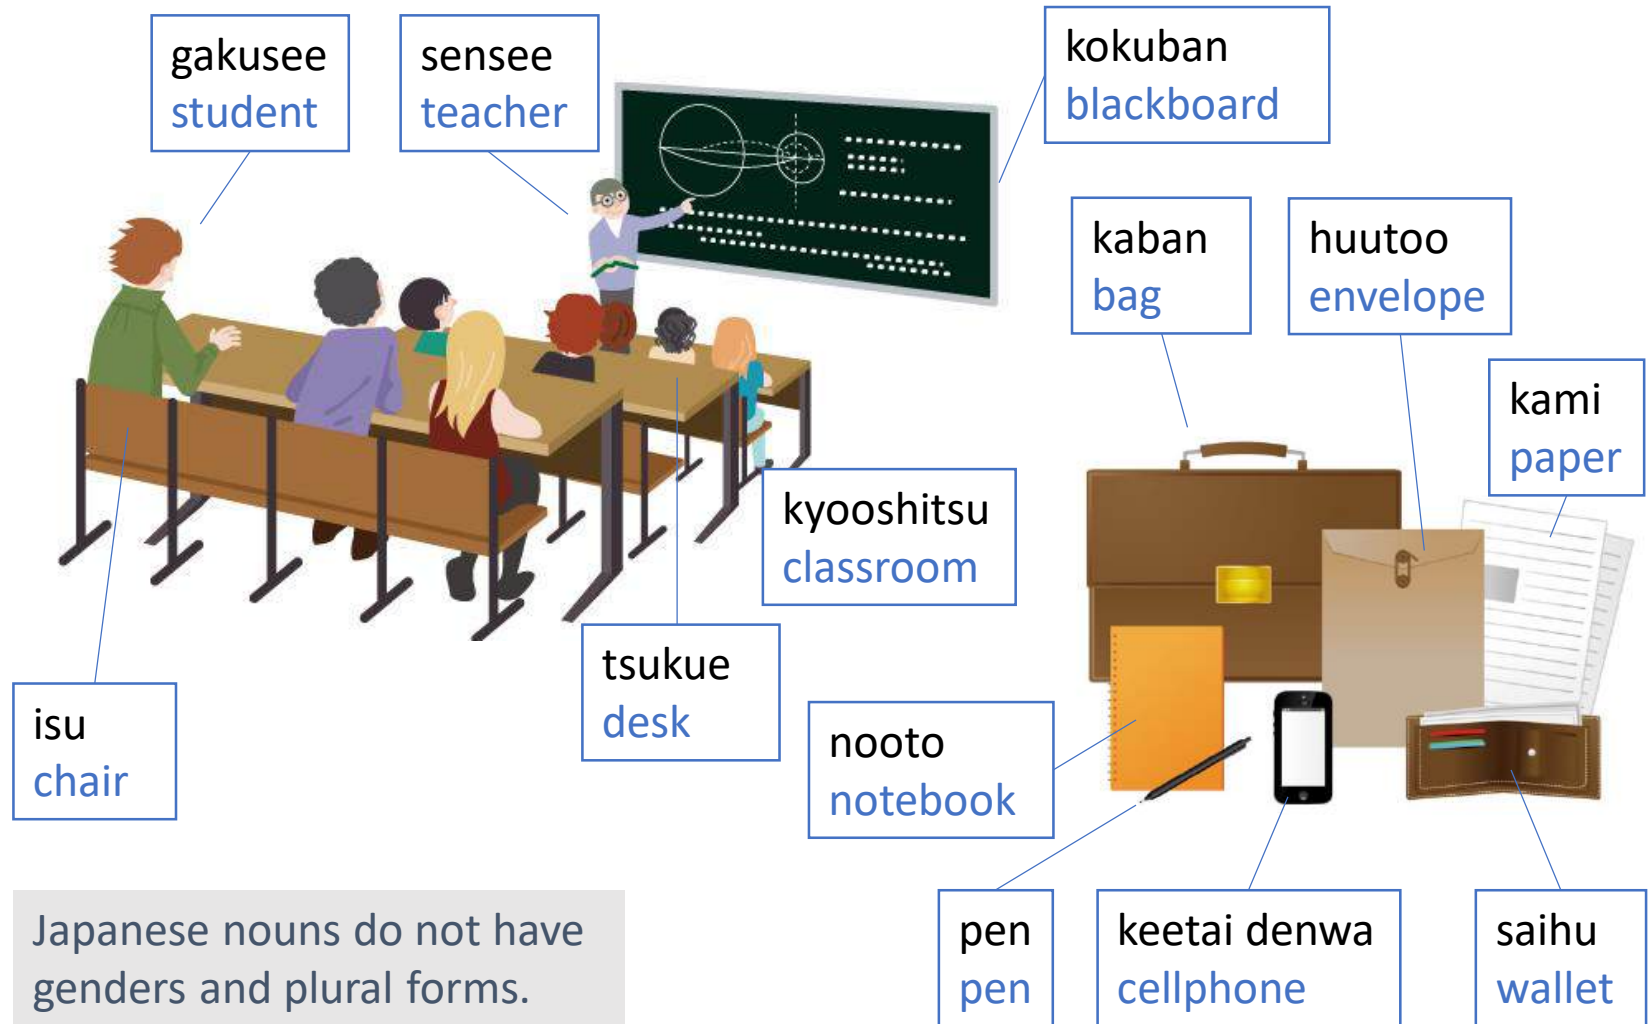 gakusee
student
sensee
teacher
kokuban
blackboard
kaban
bag
huutoo
envelope
kami
paper
kyooshitsu
classroom
tsukue
desk
isu
chair
nooto
notebook
pen
pen
keetai denwa
cellphone
saihu
wallet
Japanese nouns do not have
genders and plural forms.